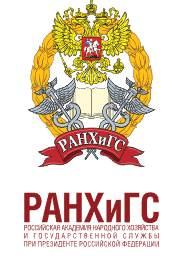 РАНХиГС
РАНХиГС
РОССИЙСКАЯ АКАДЕМИЯ НАРОДНОГО ХОЗЯЙСТВА
И ГОСУДАРСТВЕННОЙ СЛУЖБЫ
ПРИ ПРЕЗИДЕНТЕ РОССИЙСКОЙ ФЕДЕРАЦИИ